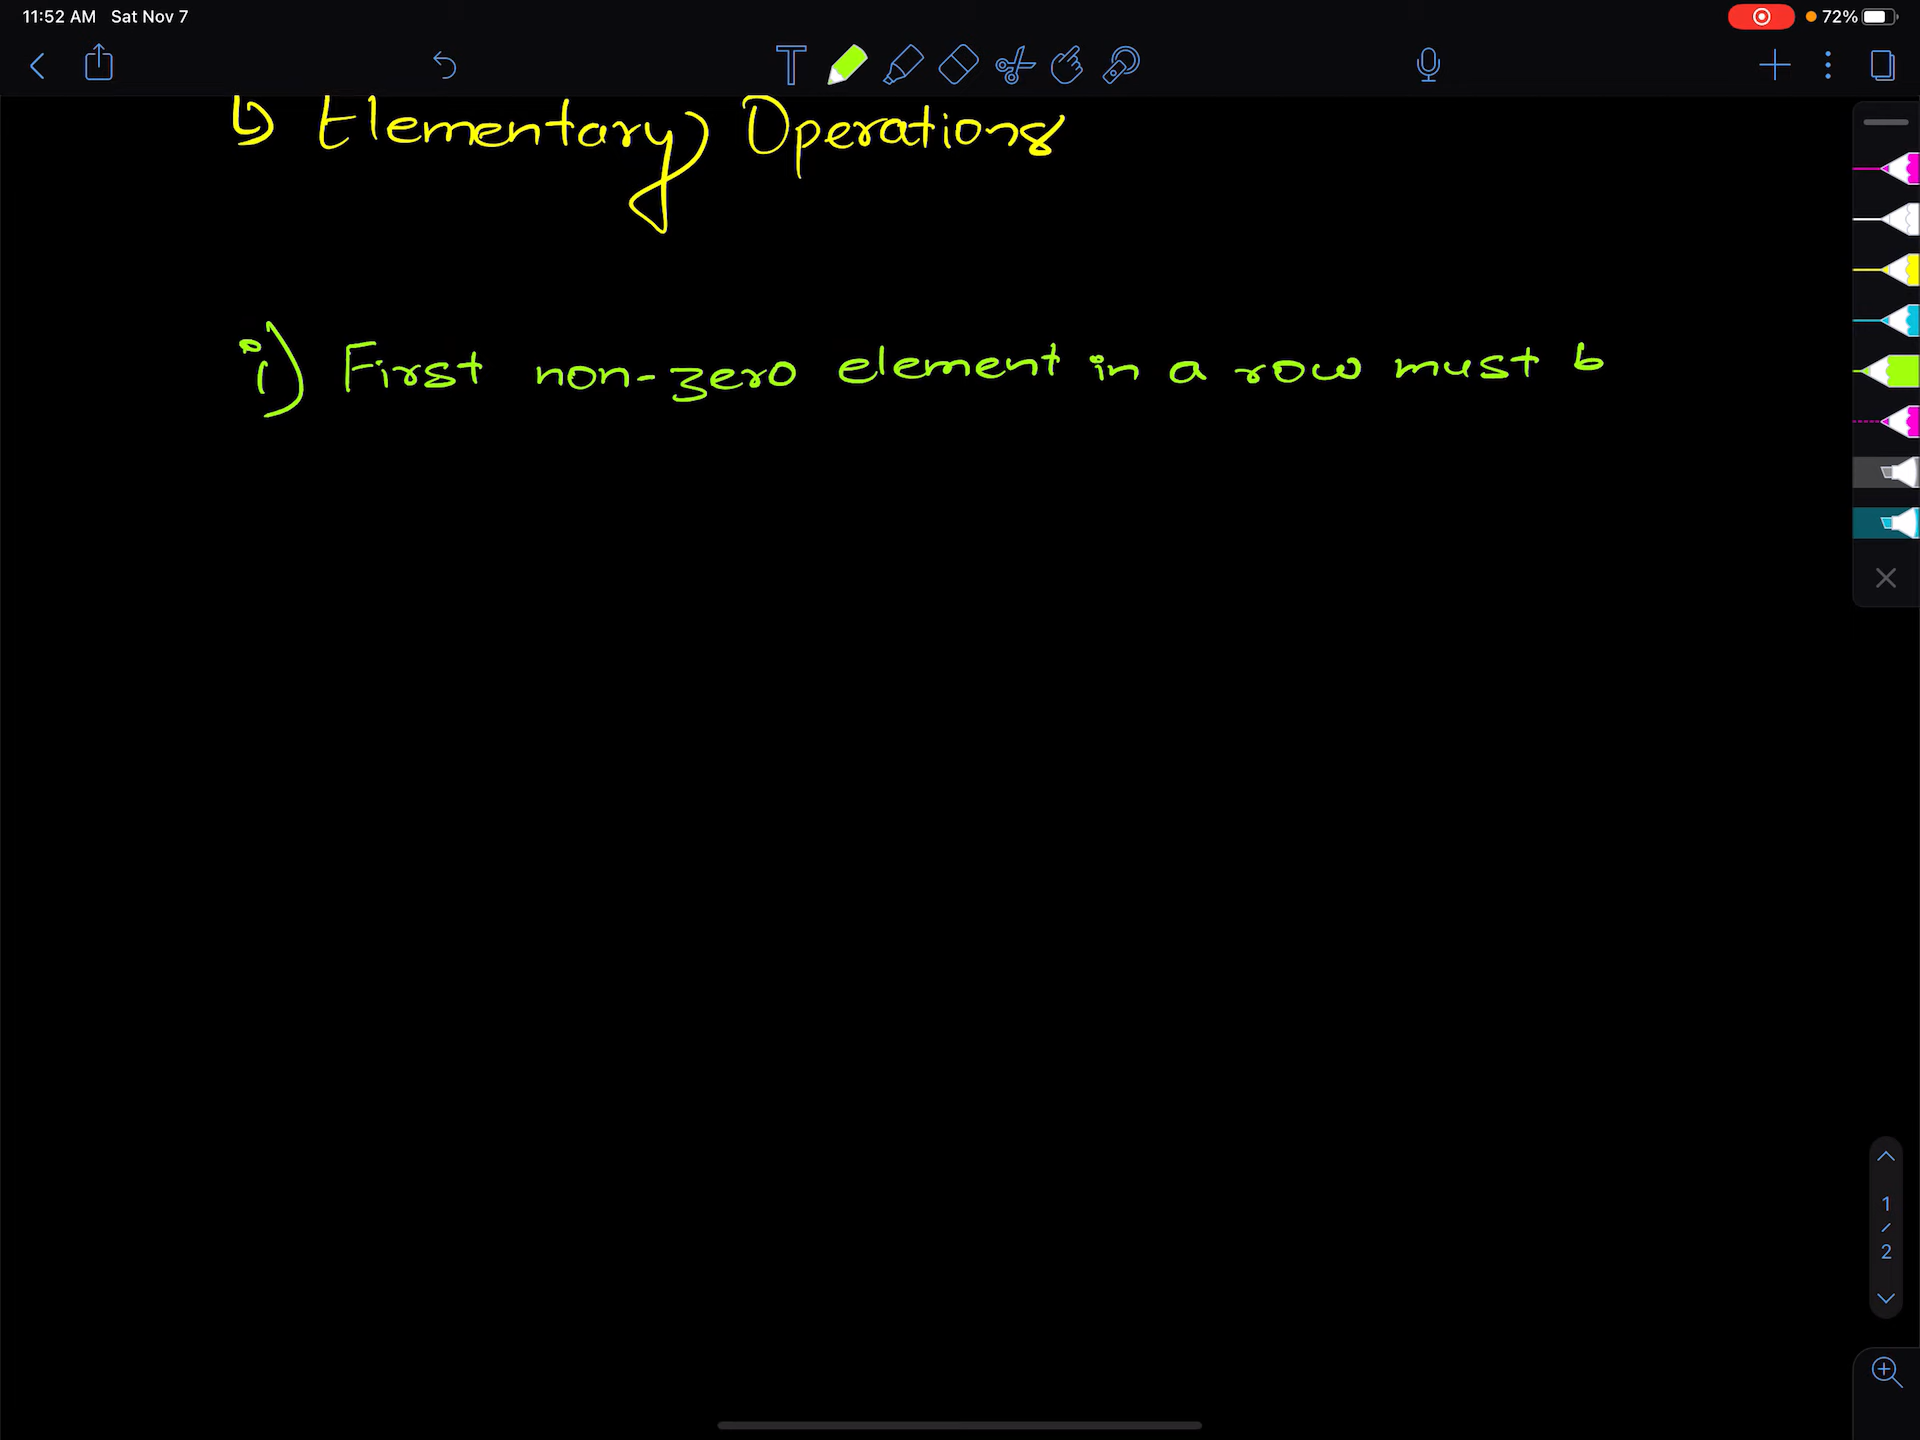 11:52 AM Sat Nov 7
72%
T
↳ Elementary Operations
i) First non-zero element in a row must b
1
/
2